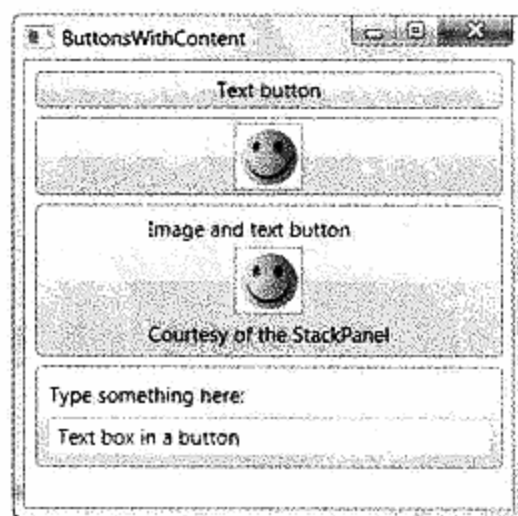 ButtonsWithContent
Text button
Image and text button
Courtesy of the StackPanel
Type something here:
Text box in a button